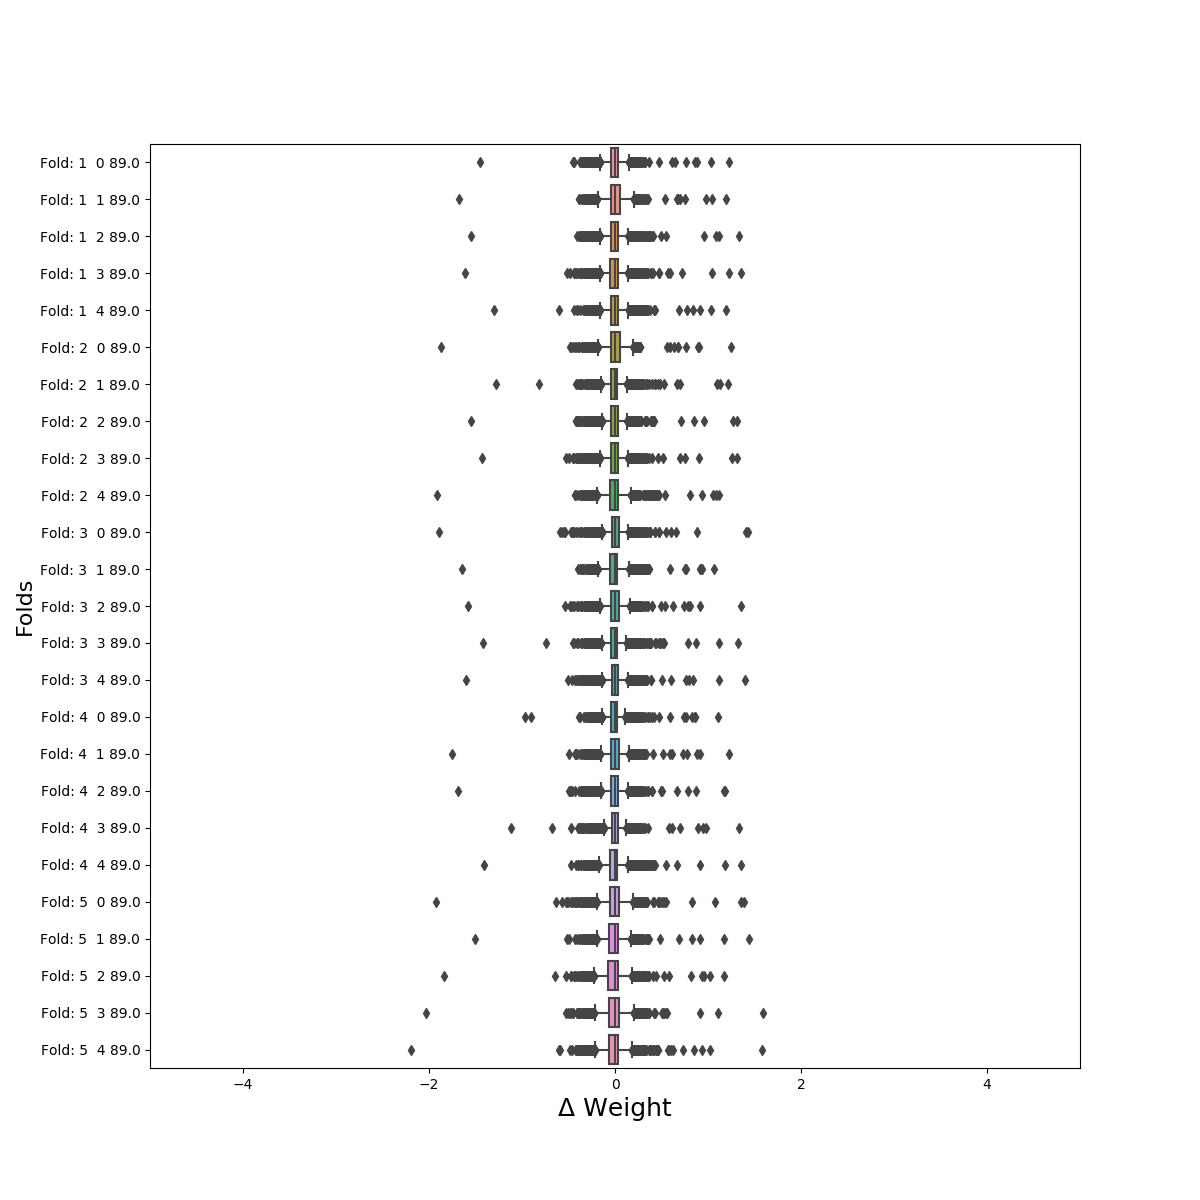 Fold: 1  0 89.0
Fold: 1  1 89.0
Fold: 1  2 89.0
Fold: 1  3 89.0
Fold: 1  4 89.0
Fold: 2  0 89.0
Fold: 2  1 89.0
Fold: 2  2 89.0
Fold: 2  3 89.0
Fold: 2  4 89.0
Fold: 3  0 89.0
Fold: 3  1 89.0
Fold: 3  2 89.0
Fold: 3  3 89.0
Fold: 3  4 89.0
Fold: 4  0 89.0
Fold: 4  1 89.0
Fold: 4  2 89.0
Fold: 4  3 89.0
Fold: 4  4 89.0
Fold: 5  0 89.0
Fold: 5  1 89.0
Fold: 5  2 89.0
Fold: 5  3 89.0
Fold: 5  4 89.0
Folds
−4 −2 0 2 4
Δ Weight